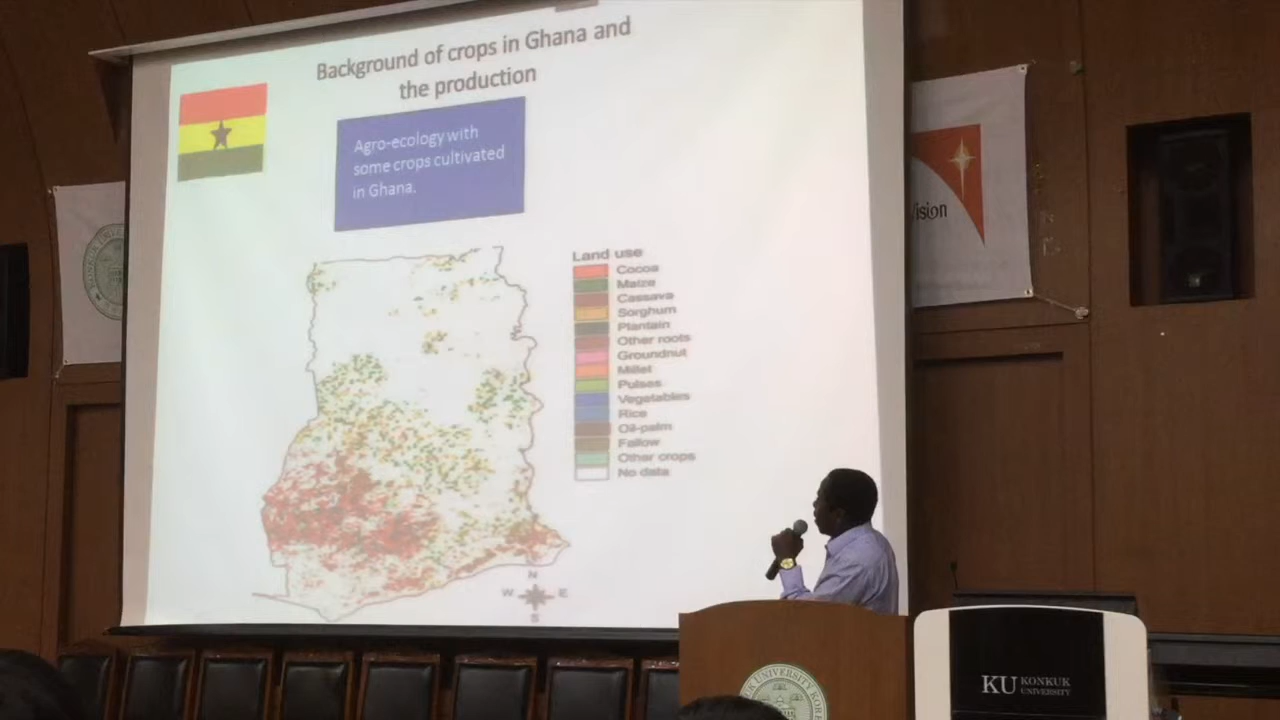 Background of crops in Ghana and
the production
Agro-ecology with
some crops cultivated
in Ghana.
Land use
Cocoa
Maize
Cassava
Sorghum
Plantain
Other roots
Groundnut
Millet
Pulses
Vegetables
Rice
Oil-palm
Fallow
Other crops
No data
N
W E
S
KU KONKUK
UNIVERSITY